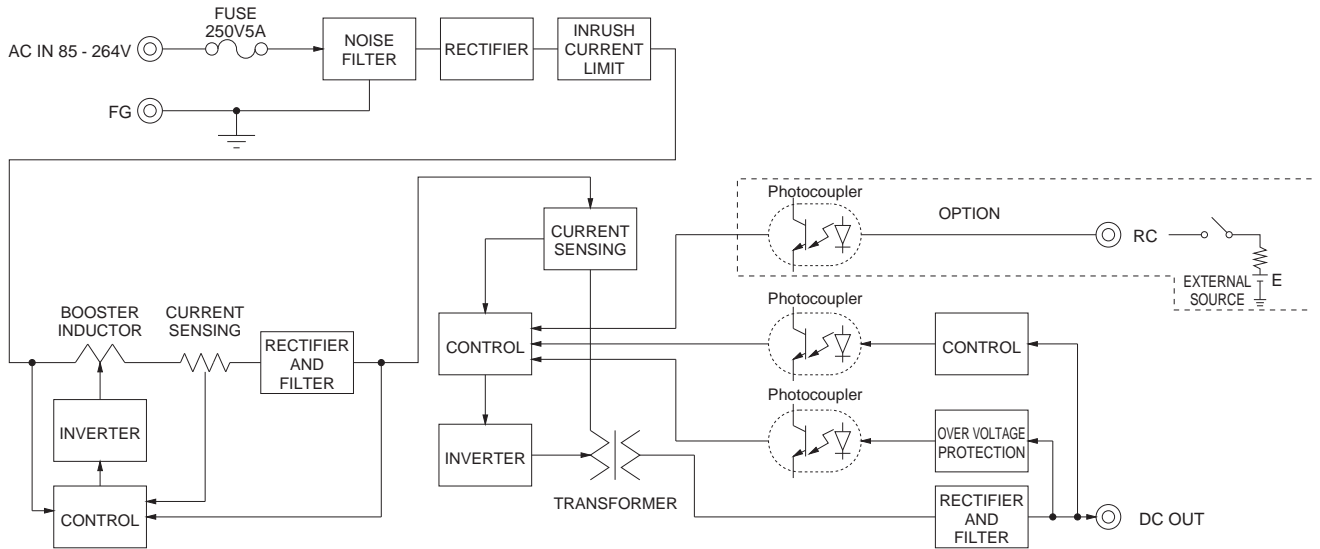 FUSE
250V5A
AC IN 85 - 264V
NOISE
FILTER
RECTIFIER
INRUSH
CURRENT
LIMIT
FG
Photocoupler
OPTION
RC
EXTERNAL
SOURCE
E
CURRENT
SENSING
BOOSTER
INDUCTOR
CURRENT
SENSING
RECTIFIER
AND
FILTER
CONTROL
Photocoupler
CONTROL
INVERTER
CONTROL
INVERTER
TRANSFORMER
Photocoupler
OVER VOLTAGE
PROTECTION
RECTIFIER
AND
FILTER
DC OUT